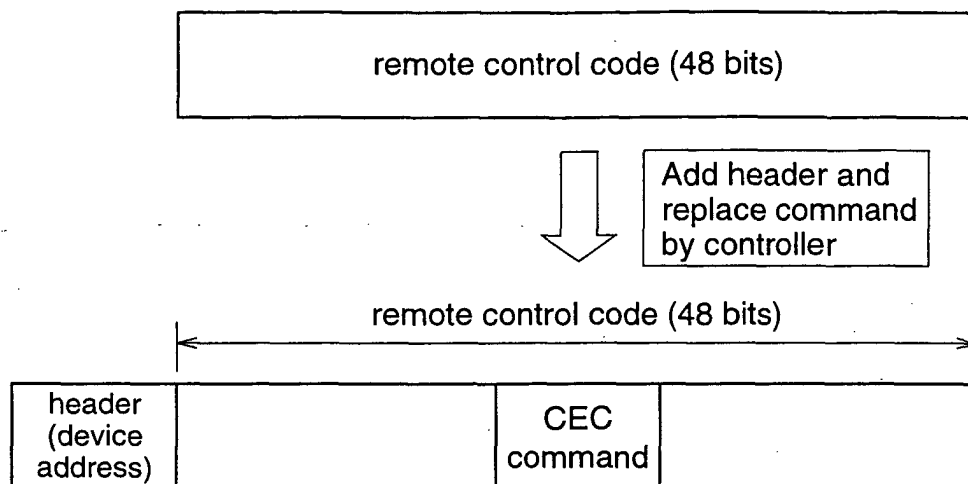 remote control code (48 bits)
Add header and
replace command
by controller
remote control code (48 bits)
header
(device
address)
CEC
command